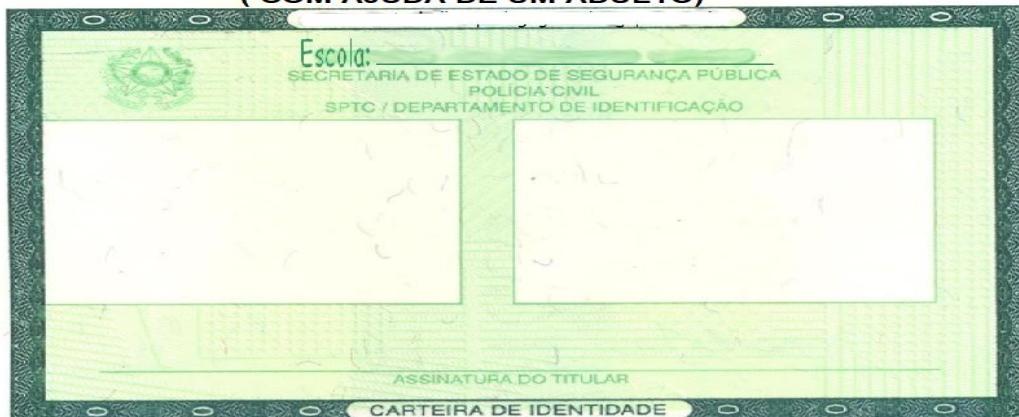 ( COM AJUDA DE UM ADULTO)
Escola:
SECRETARIA DE ESTADO DE SEGURANÇA PÚBLICA
POLÍCIA CIVIL
SPTC / DEPARTAMENTO DE IDENTIFICAÇÃO
ASSINATURA DO TITULAR
CARTEIRA DE IDENTIDADE